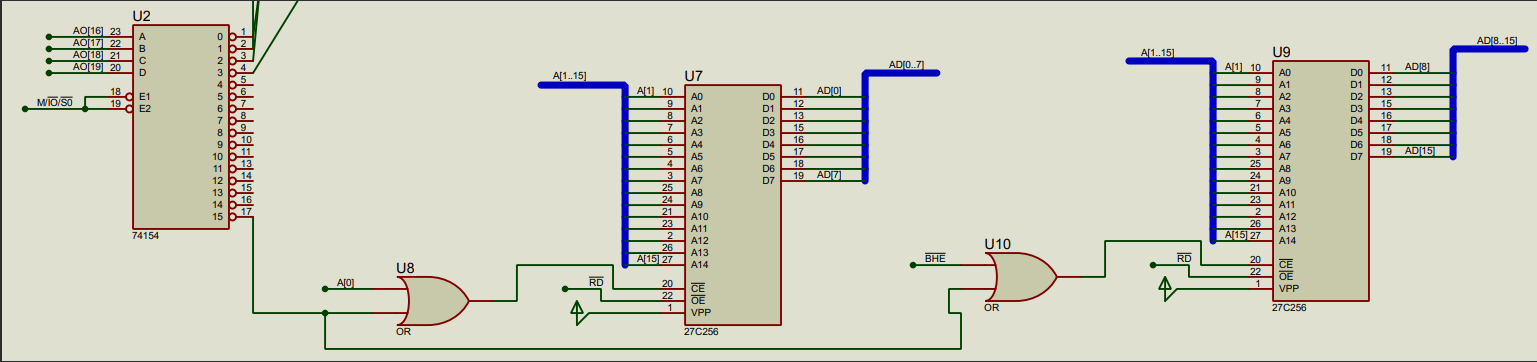 U2
AO[16] 23 A 0 1
AO[17] 22 B 1 2
AO[18] 21 C 2 3
AO[19] 20 D 3 4
4 5
M/IO/S0 18 E1 5 6
19 E2 6 7
7 8
8 9
9 10
10 11
11 13
12 14
13 15
14 16
15 17
74154
U8
A[0]
OR
A[1..15]
U7
AD[0..7]
A[1] 10 A0 D0 11 AD[0]
9 A1 D1 12
8 A2 D2 13
7 A3 D3 15
6 A4 D4 16
5 A5 D5 17
4 A6 D6 18
3 A7 D7 19 AD[7]
25 A8
24 A9
21 A10
23 A11
2 A12
26 A13
A[15] 27 A14
RD 20 CE
22 OE
1 VPP
27C256
U10
BHE
OR
A[1..15]
U9
AD[8..15]
A[1] 10 A0 D0 11 AD[8]
9 A1 D1 12
8 A2 D2 13
7 A3 D3 15
6 A4 D4 16
5 A5 D5 17
4 A6 D6 18
3 A7 D7 19 AD[15]
25 A8
24 A9
21 A10
23 A11
2 A12
26 A13
A[15] 27 A14
RD 20 CE
22 OE
1 VPP
27C256